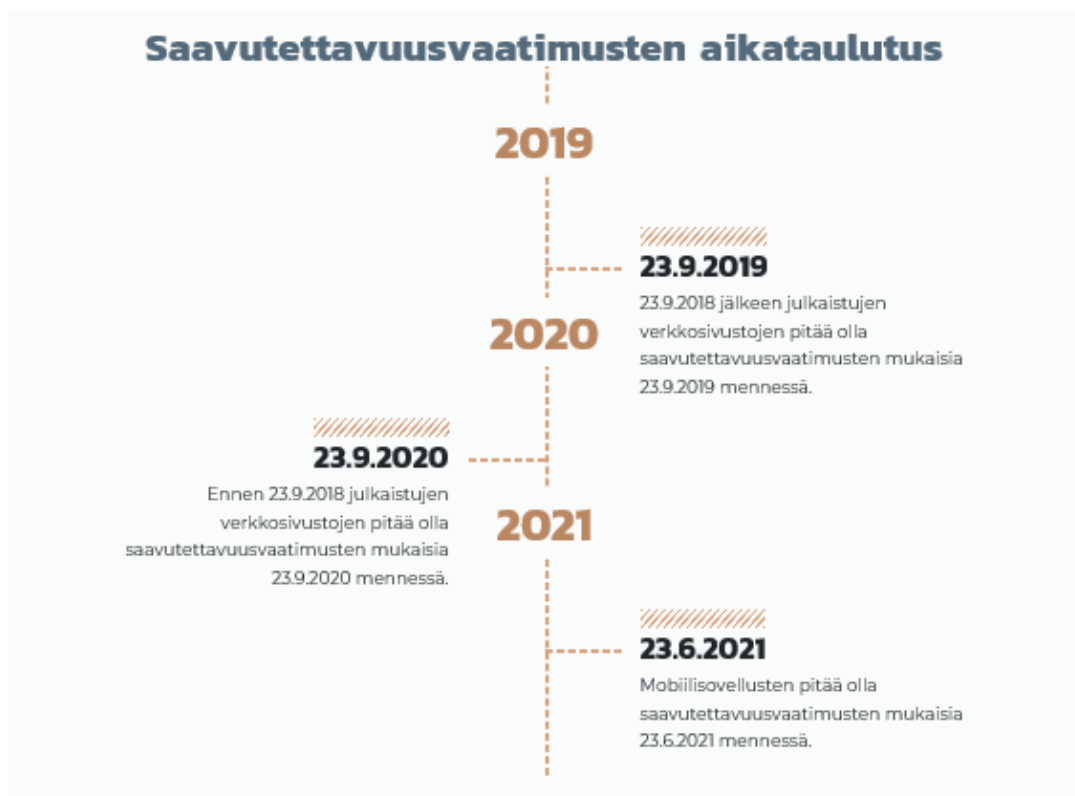 Saavutettavuusvaatimusten aikataulutus
2019
23.9.2019
23.9.2018 jälkeen julkaistujen
verkkosivustojen pitää olla
saavutettavuusvaatimusten mukaisia
23.9.2019 mennessä.
2020
23.9.2020
Ennen 23.9.2018 julkaistujen
verkkosivustojen pitää olla
saavutettavuusvaatimusten mukaisia
23.9.2020 mennessä.
2021
23.6.2021
Mobiilisovellusten pitää olla
saavutettavuusvaatimusten mukaisia
23.6.2021 mennessä.